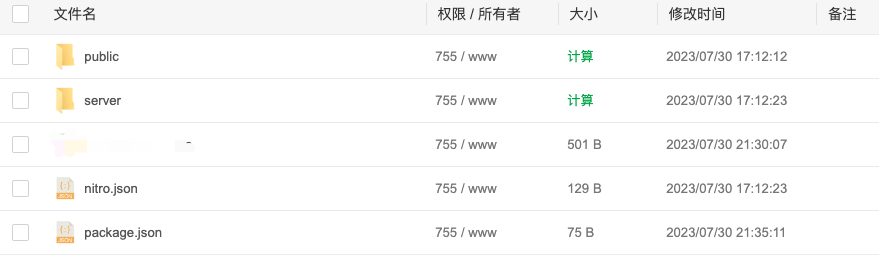 文件名 权限 / 所有者 大小 修改时间 备注
public 755 / www 计算 2023/07/30 17:12:12
server 755 / www 计算 2023/07/30 17:12:23
755 / www 501 B 2023/07/30 21:30:07
JSON nitro.json 755 / www 129 B 2023/07/30 17:12:23
JSON package.json 755 / www 75 B 2023/07/30 21:35:11